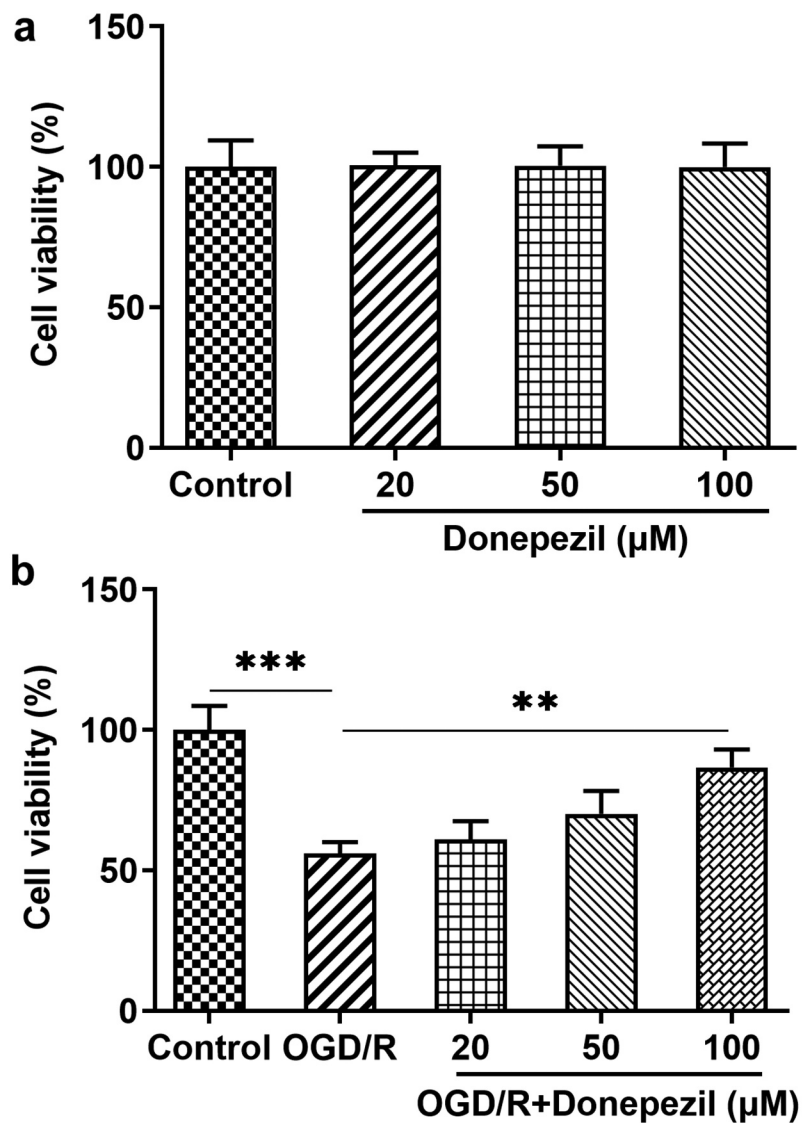 a
Cell viability (%)
150
100
50
0
Control 20 50 100
Donepezil (µM)
b
Cell viability (%)
150
100
50
0
***
**
Control OGD/R 20 50 100
OGD/R+Donepezil (µM)